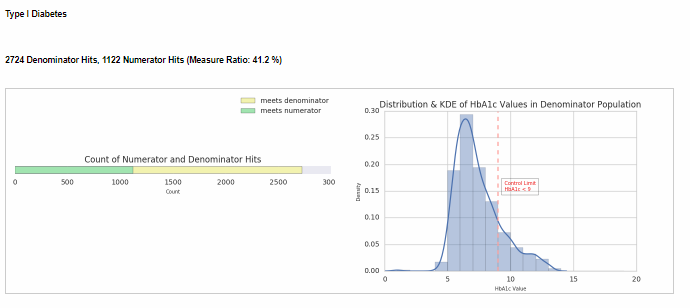 Type I Diabetes
2724 Denominator Hits, 1122 Numerator Hits (Measure Ratio: 41.2 %)
meets denominator
meets numerator
Count of Numerator and Denominator Hits
0 500 1000 1500 2000 2500 300
Count
Distribution & KDE of HbA1c Values in Denominator Population
0.30
0.25
0.20
0.15
0.10
0.05
0.00
Density
Control Limit
HbA1c < 9
0 5 10 15 20
HbA1c Value